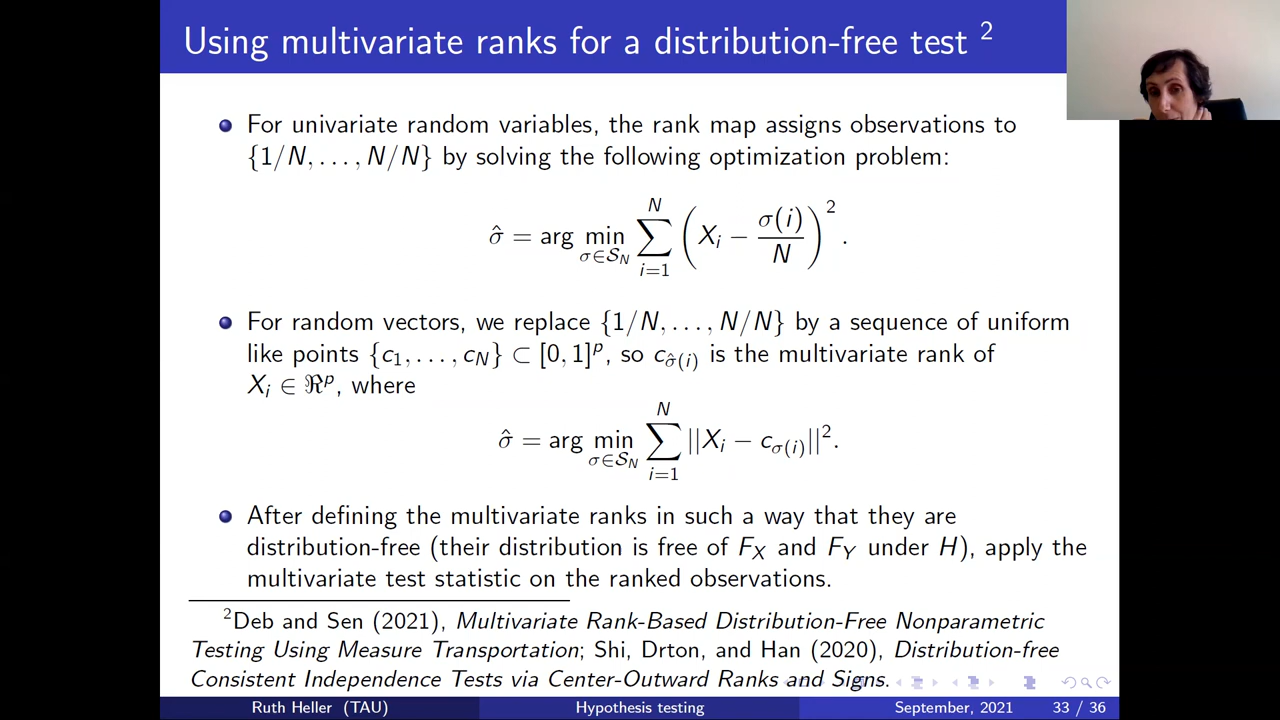 Using multivariate ranks for a distribution-free test ²
For univariate random variables, the rank map assigns observations to
{1/N, . . . , N/N} by solving the following optimization problem:
σ̂ = arg min_{σ∈S_N} ∑_{i=1}^{N} (X_i − σ(i)/N)² .
For random vectors, we replace {1/N, . . . , N/N} by a sequence of uniform
like points {c₁, . . . , c_N} ⊂ [0, 1]^p, so c_{σ̂(i)} is the multivariate rank of
X_i ∈ ℜ^p, where
σ̂ = arg min_{σ∈S_N} ∑_{i=1}^{N} ||X_i − c_{σ(i)}||².
After defining the multivariate ranks in such a way that they are
distribution-free (their distribution is free of F_X and F_Y under H), apply the
multivariate test statistic on the ranked observations.
²Deb and Sen (2021), Multivariate Rank-Based Distribution-Free Nonparametric
Testing Using Measure Transportation; Shi, Drton, and Han (2020), Distribution-free
Consistent Independence Tests via Center-Outward Ranks and Signs.
Ruth Heller (TAU) Hypothesis testing September, 2021 33 / 36